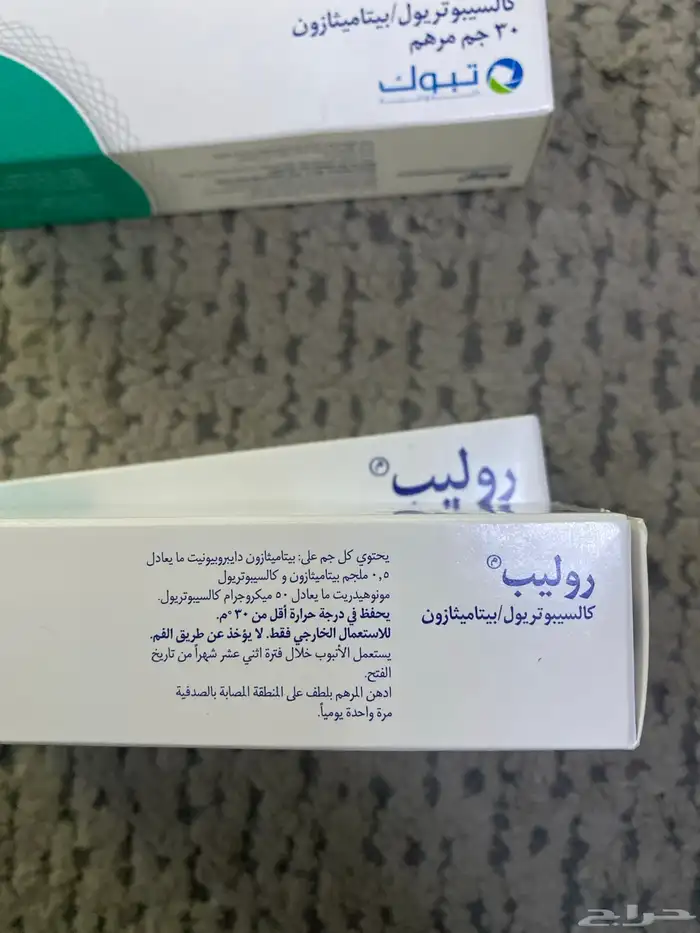 كالسيبوتريول/بيتاميثازون
٣٠ جم مرهم
تبوك
روليب
م
روليب
م
كالسيبوتريول/بيتاميثازون
يحتوي كل جم على: بيتاميثازون دايبروبيونيت ما يعادل
٠,٥ ملجم بيتاميثازون و كالسيبوتريول
مونوهيدريت ما يعادل ٥٠ ميكروجرام كالسيبوتريول.
يحفظ في درجة حرارة أقل من ٣٠ °م.
للاستعمال الخارجي فقط. لا يؤخذ عن طريق الفم.
يستعمل الأنبوب خلال فترة اثني عشر شهراً من تاريخ
الفتح.
ادهن المرهم بلطف على المنطقة المصابة بالصدفية
مرة واحدة يومياً.
حراج